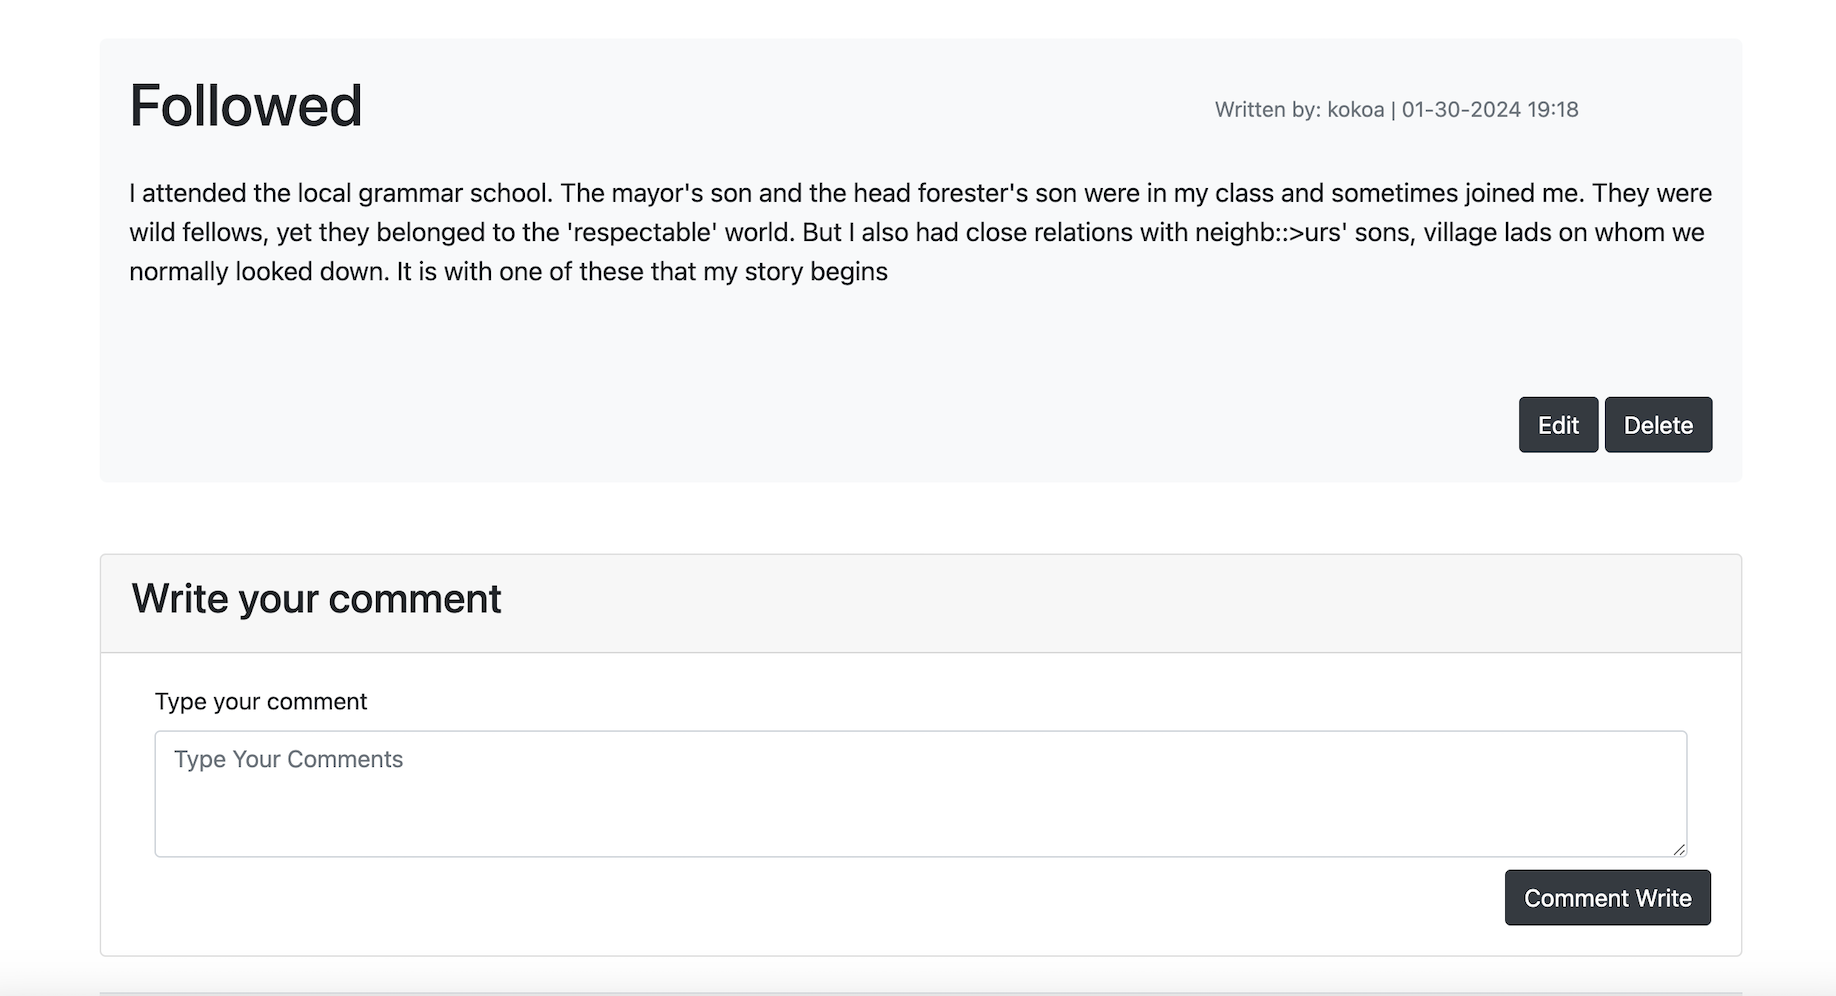 Followed
Written by: kokoa | 01-30-2024 19:18
I attended the local grammar school. The mayor's son and the head forester's son were in my class and sometimes joined me. They were
wild fellows, yet they belonged to the 'respectable' world. But I also had close relations with neighb::>urs' sons, village lads on whom we
normally looked down. It is with one of these that my story begins
Edit Delete
Write your comment
Type your comment
Type Your Comments
Comment Write